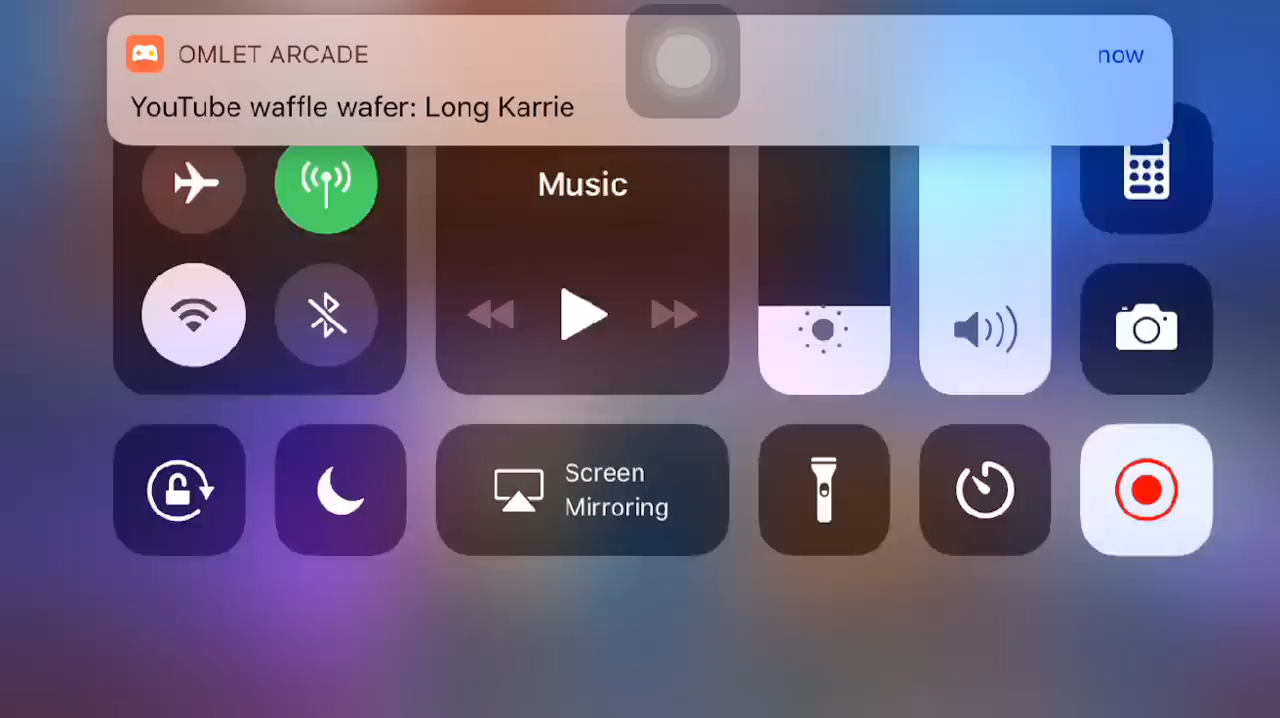 OMLET ARCADE
now
YouTube waffle wafer: Long Karrie
Music
Screen
Mirroring